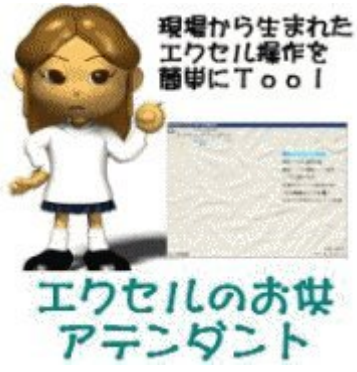 現場から生まれた
エクセル操作を
簡単にTool
エクセルのお供
アテンダント